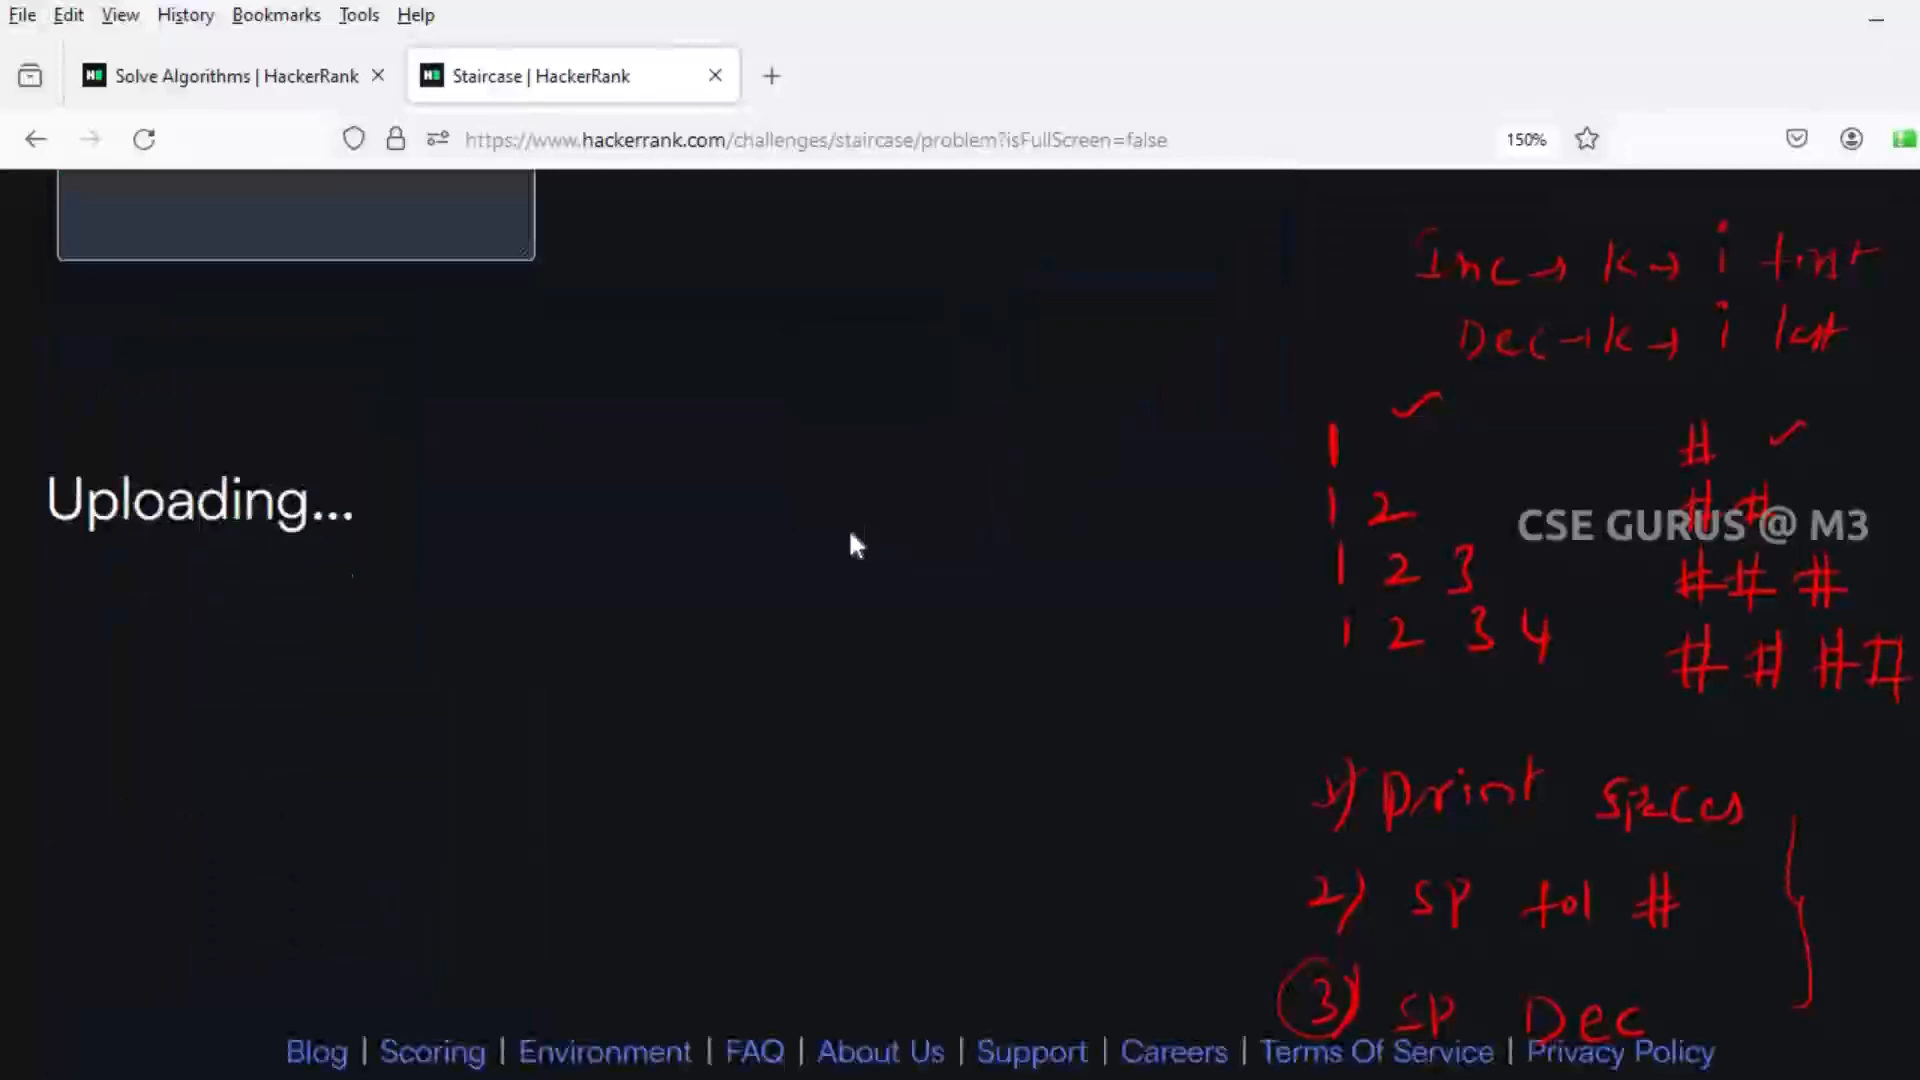 File Edit View History Bookmarks Tools Help
Solve Algorithms | HackerRank
Staircase | HackerRank
https://www.hackerrank.com/challenges/staircase/problem?isFullScreen=false
150%
Inc → k → i first
Dec → k → i last
1
#
1 2
# #
CSE GURUS @ M3
1 2 3
# # #
1 2 3 4
# # # #
Uploading...
1) print spaces
2) sp fol #
3) sp Dec
Blog | Scoring | Environment | FAQ | About Us | Support | Careers | Terms Of Service | Privacy Policy